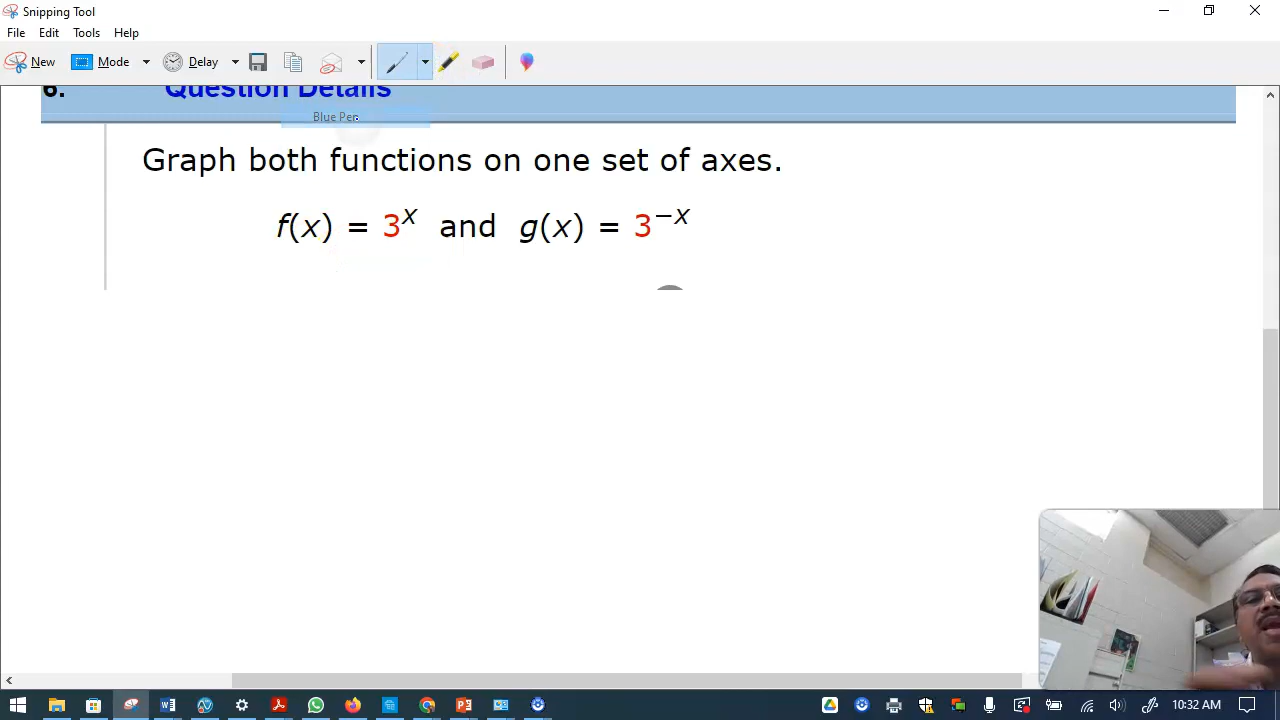 Snipping Tool
File Edit Tools Help
New Mode Delay
6. Question Details
Blue Pen
Graph both functions on one set of axes.
f(x) = 3^x and g(x) = 3^−x
10:32 AM